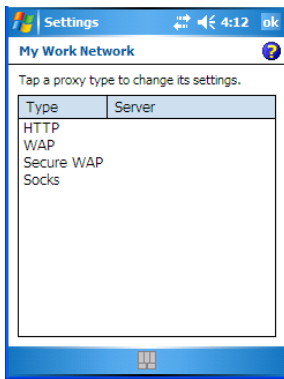 Settings 4:12 ok
My Work Network ?
Tap a proxy type to change its settings.
Type Server
HTTP
WAP
Secure WAP
Socks